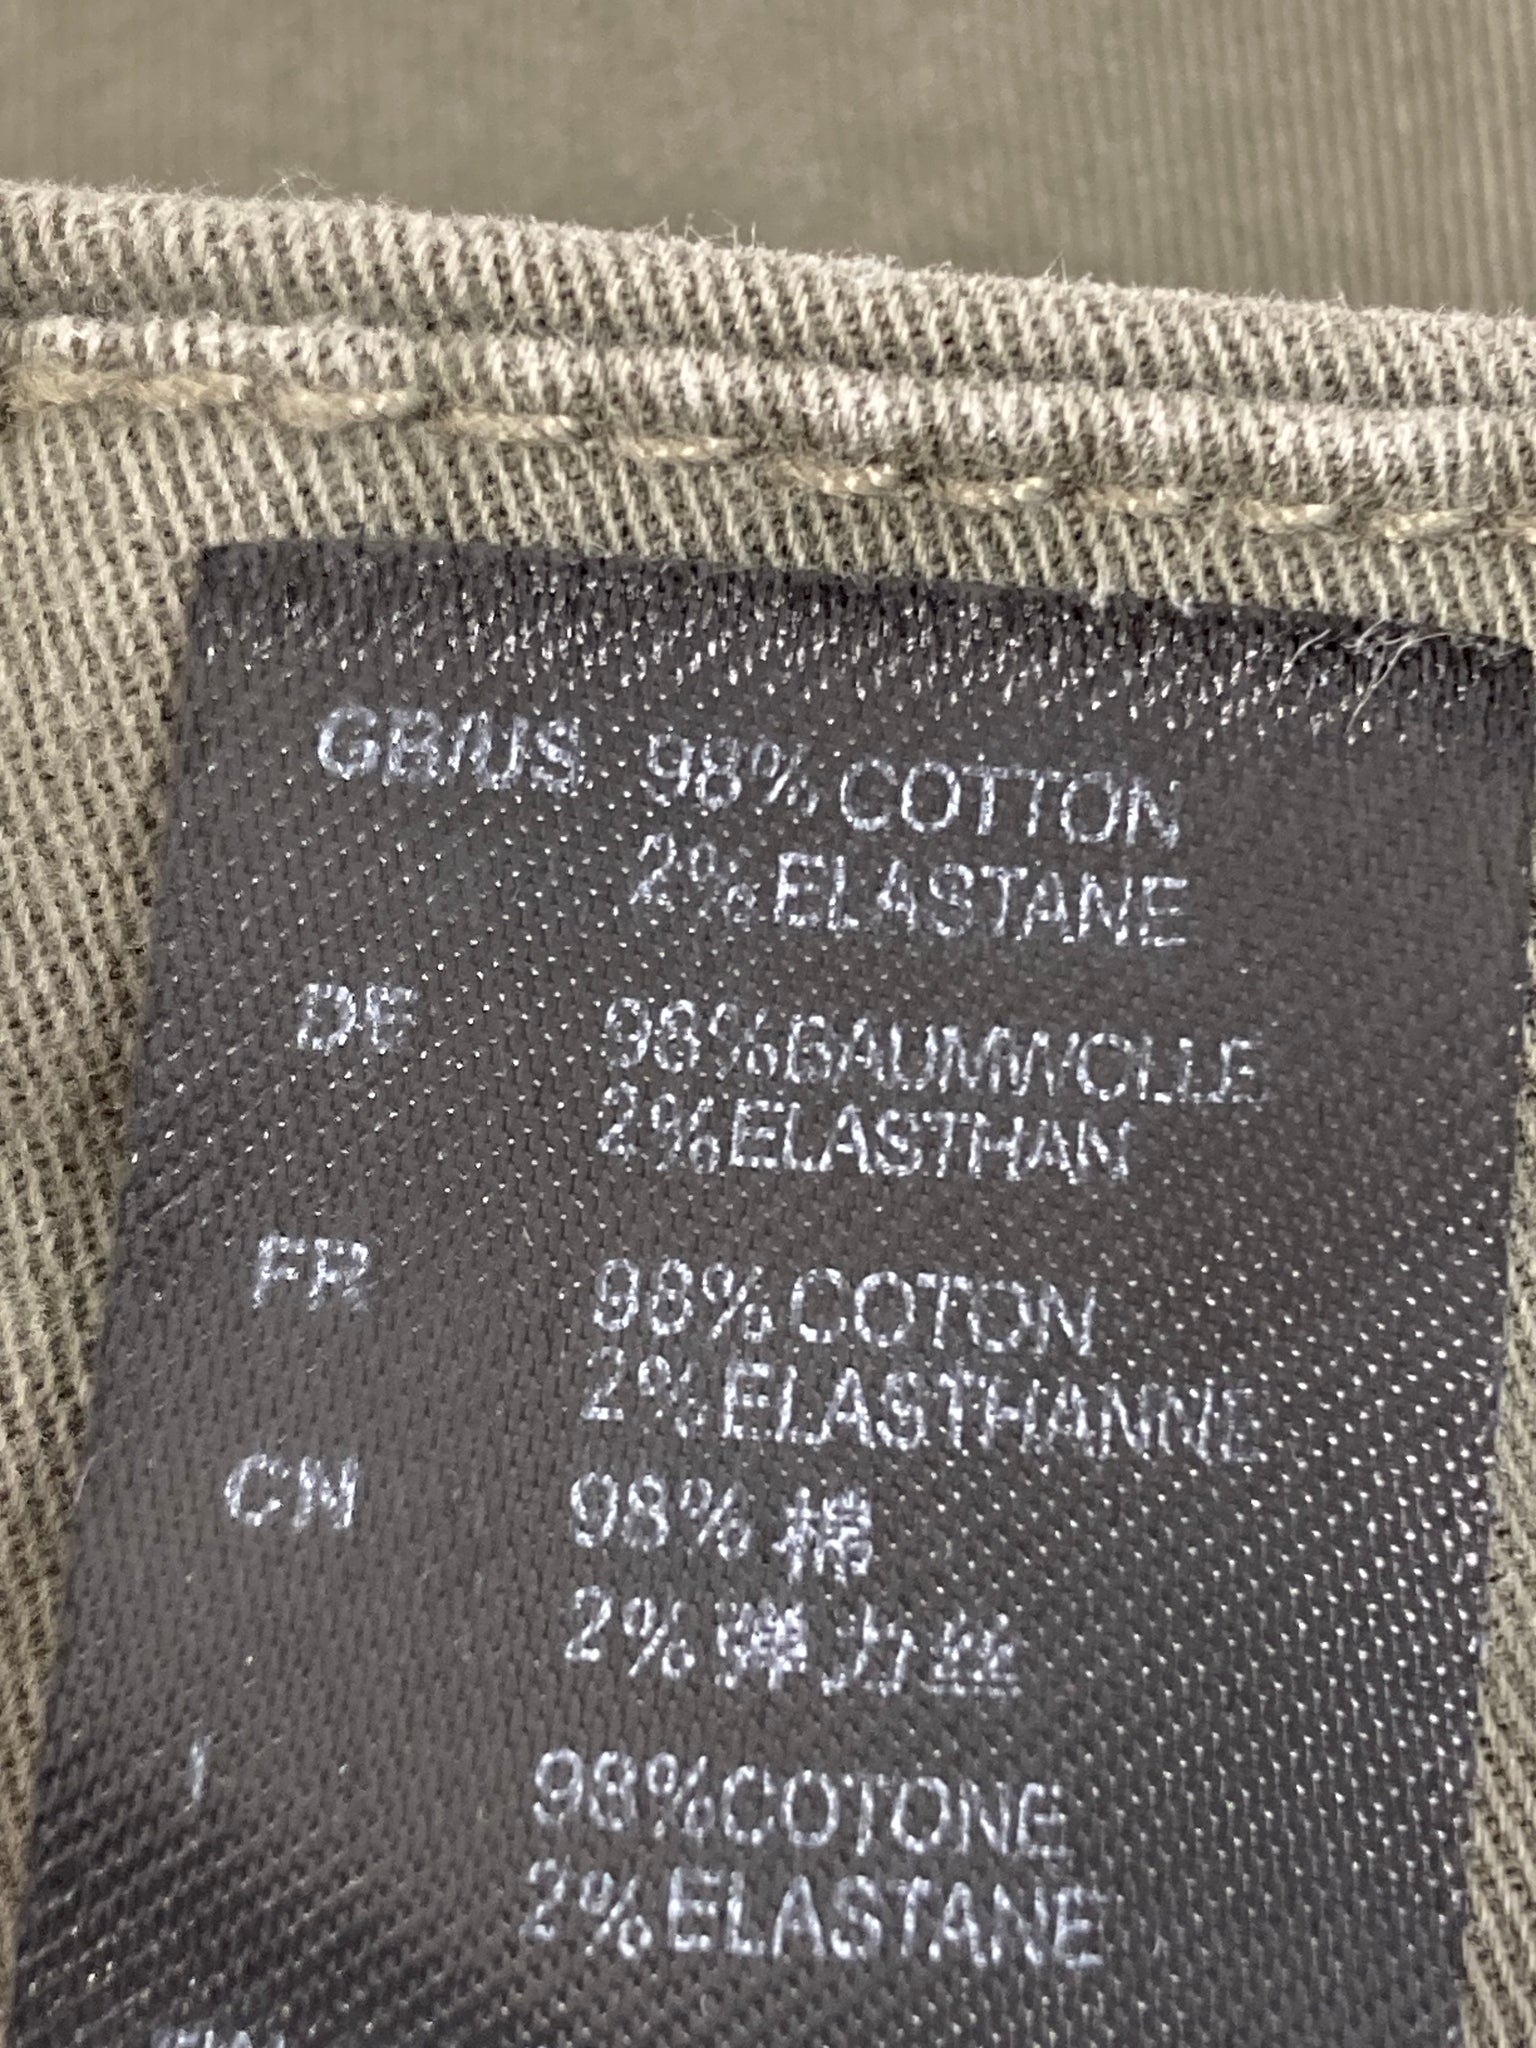 GB/US 98% COTTON
2% ELASTANE
DE 98% BAUMWOLLE
2% ELASTHAN
FR 98% COTON
2% ELASTHANNE
CN 98% 棉
2% 弹力丝
I 98% COTONE
2% ELASTANE